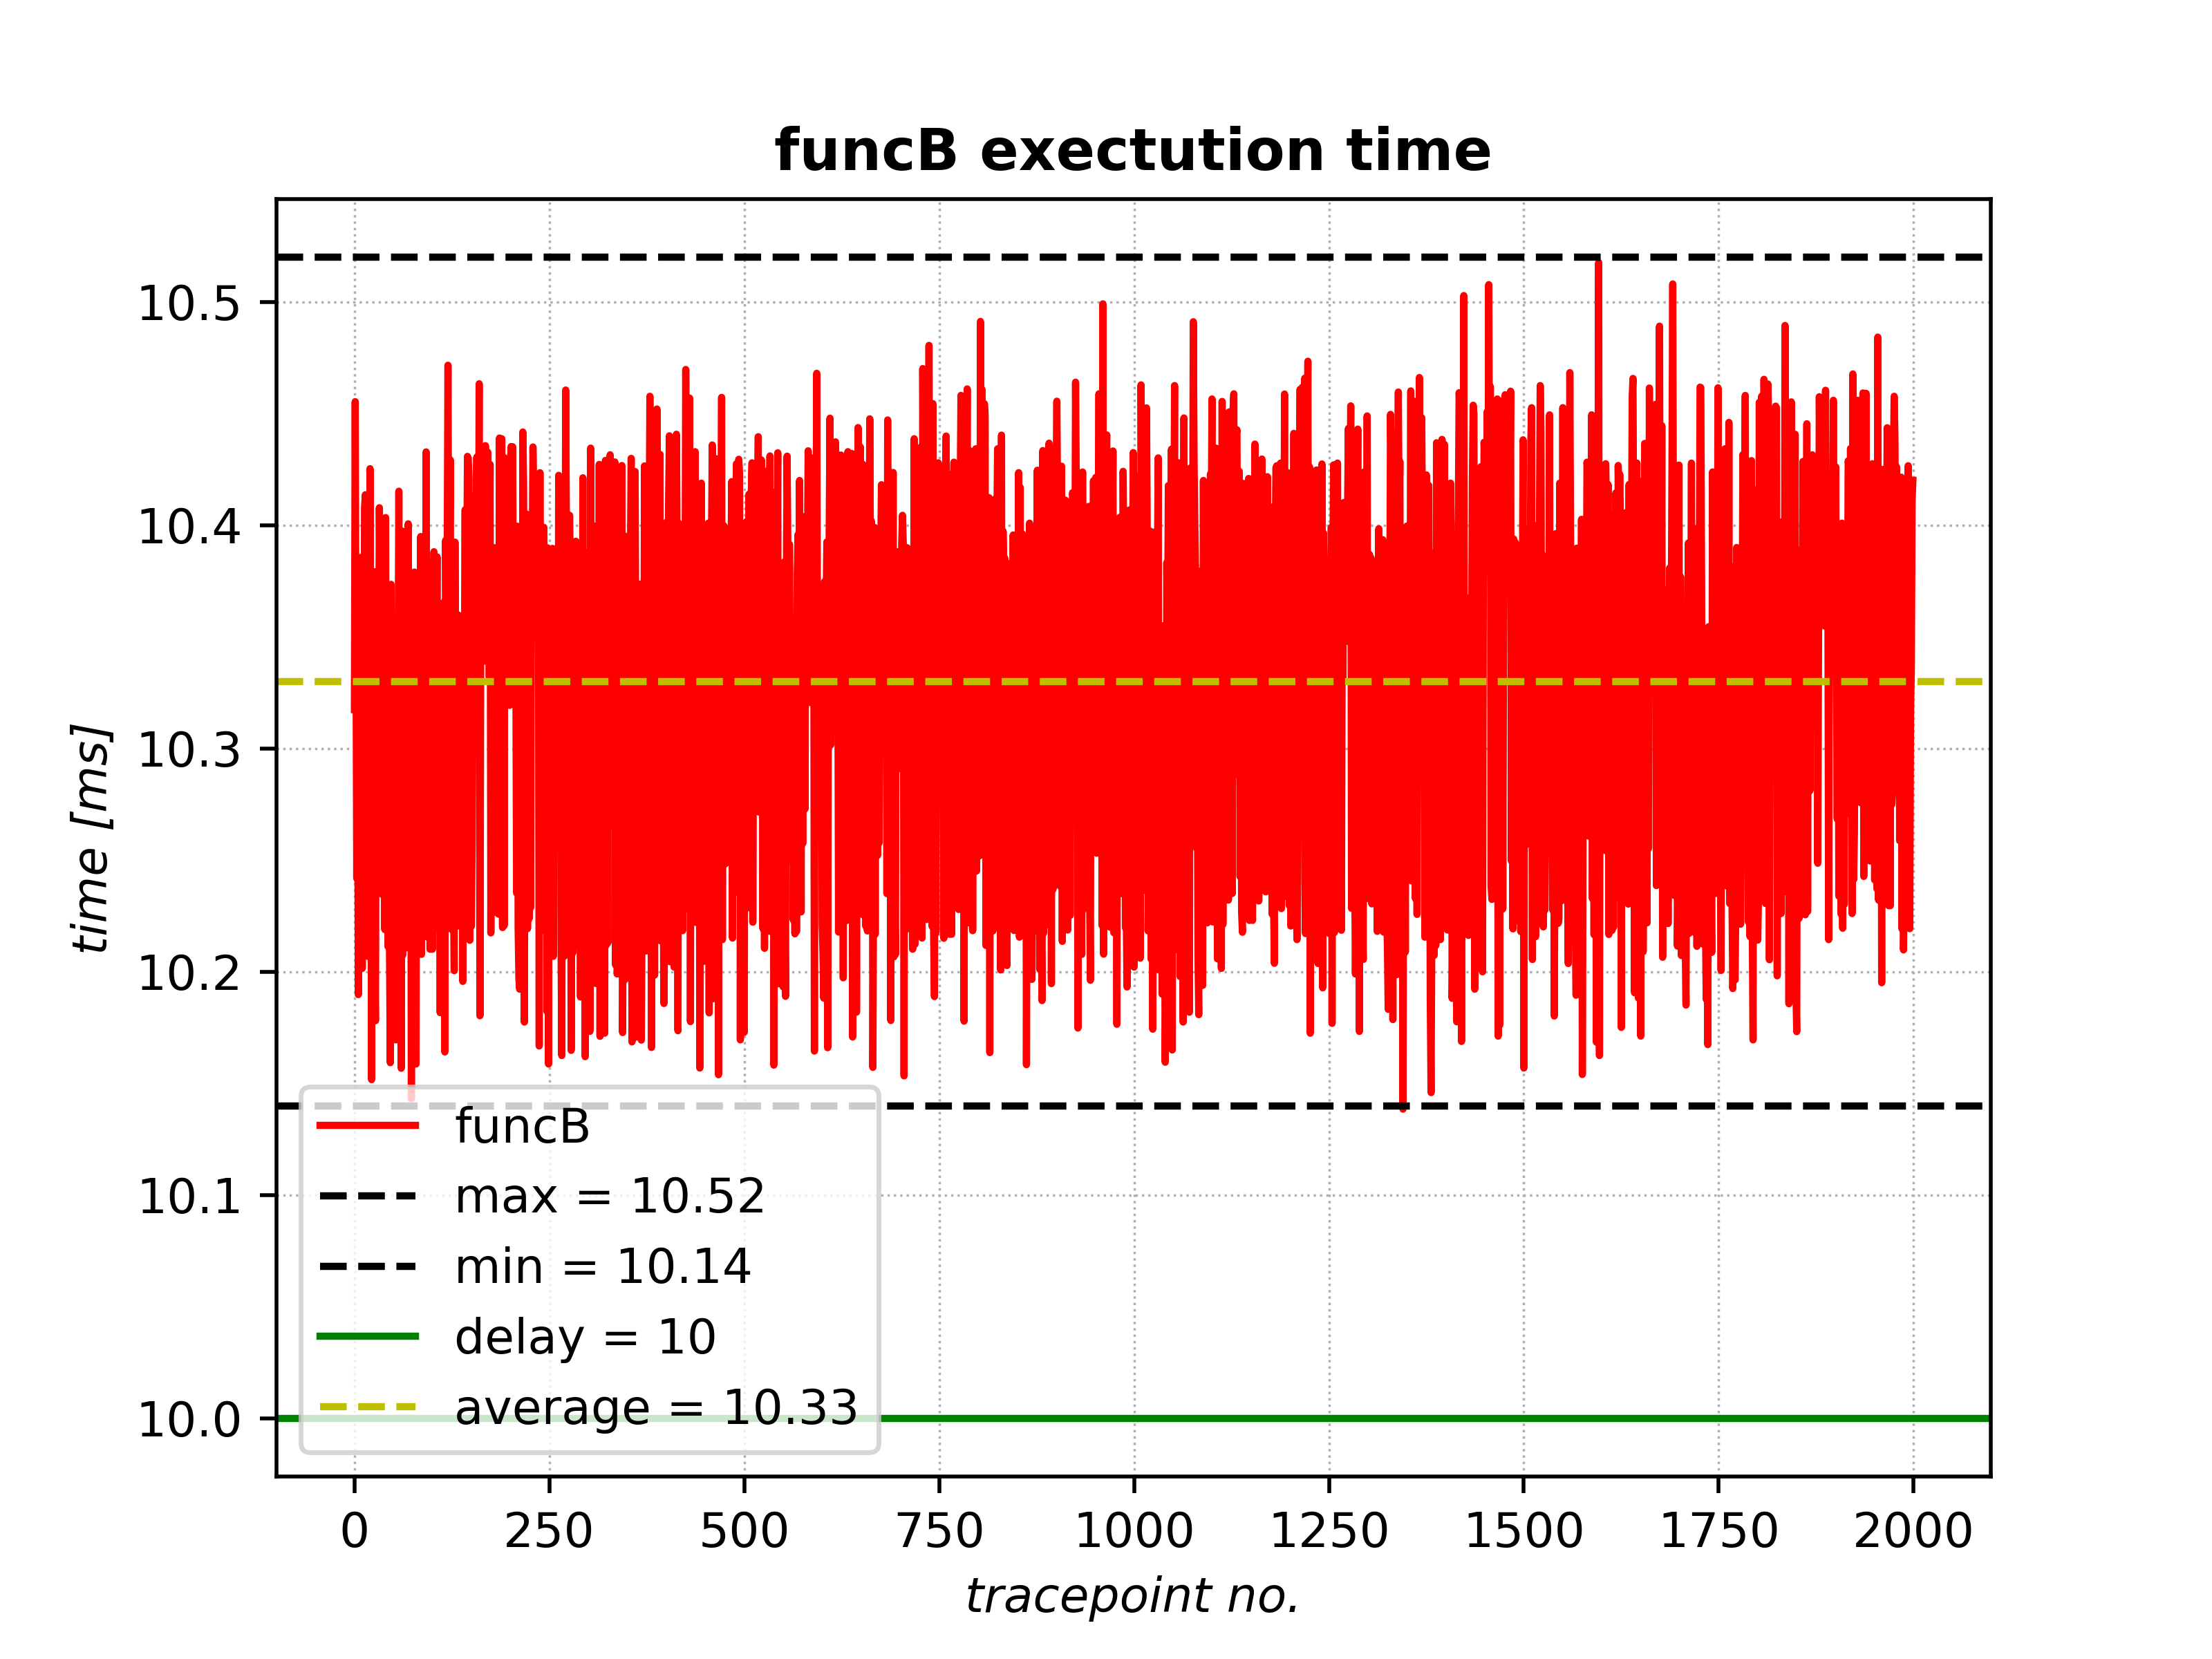 funcB exectution time
10.5
10.4
10.3
10.2
10.1
10.0
time [ms]
funcB
max = 10.52
min = 10.14
delay = 10
average = 10.33
0 250 500 750 1000 1250 1500 1750 2000
tracepoint no.